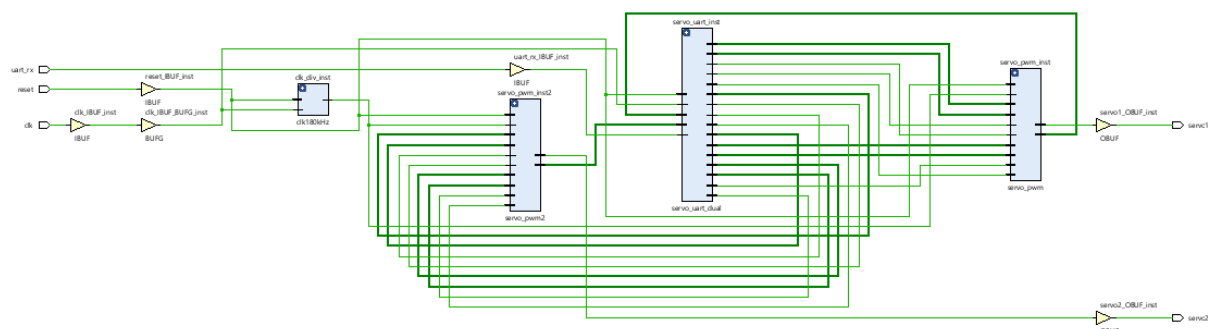 servo_uart_inst
uart_rx
uart_rx_IBUF_inst
servo_pwm_inst
reset
reset_IBUF_inst
clk_div_inst
IBUF
IBUF
servo_pwm_inst2
clk
clk_IBUF_inst
clk_IBUF_BUFG_inst
clk180kHz
servo1_OBUF_inst
servo1
IBUF
BUFG
OBUF
servo_pwm
servo_uart_dual
servo_pwm2
servo2_OBUF_inst
servo2